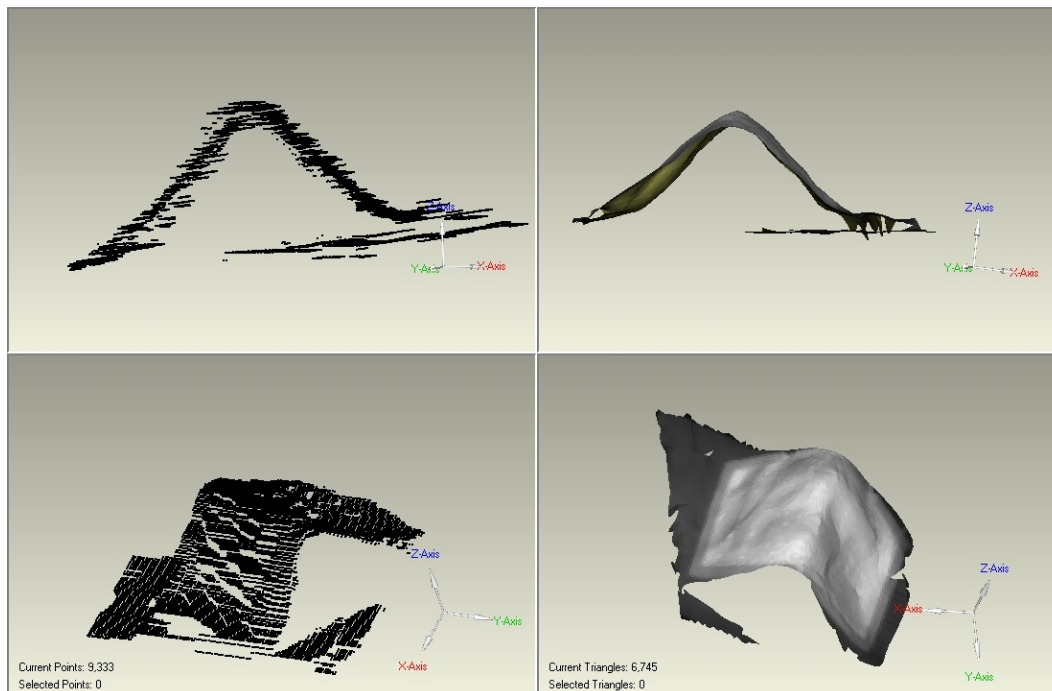 Z-Axis
Y-Axis
X-Axis
Z-Axis
Y-Axis
X-Axis
Z-Axis
Y-Axis
X-Axis
Current Points: 9,333
Selected Points: 0
Z-Axis
X-Axis
Y-Axis
Current Triangles: 6,745
Selected Triangles: 0